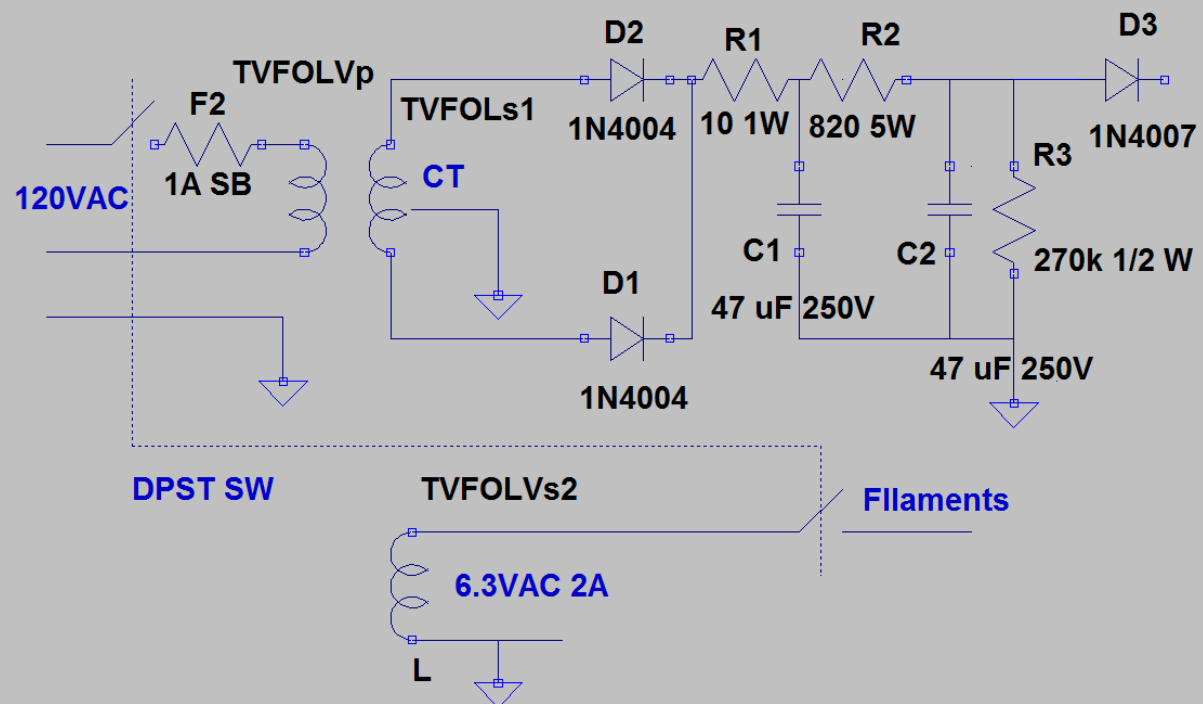 D2
D3
R1
R2
TVFOLVp
F2
TVFOLs1
1N4004
10 1W
820 5W
1N4007
R3
1A SB
CT
120VAC
C1
C2
270k 1/2 W
D1
47 uF 250V
47 uF 250V
1N4004
DPST SW
TVFOLVs2
FIlaments
6.3VAC 2A
L